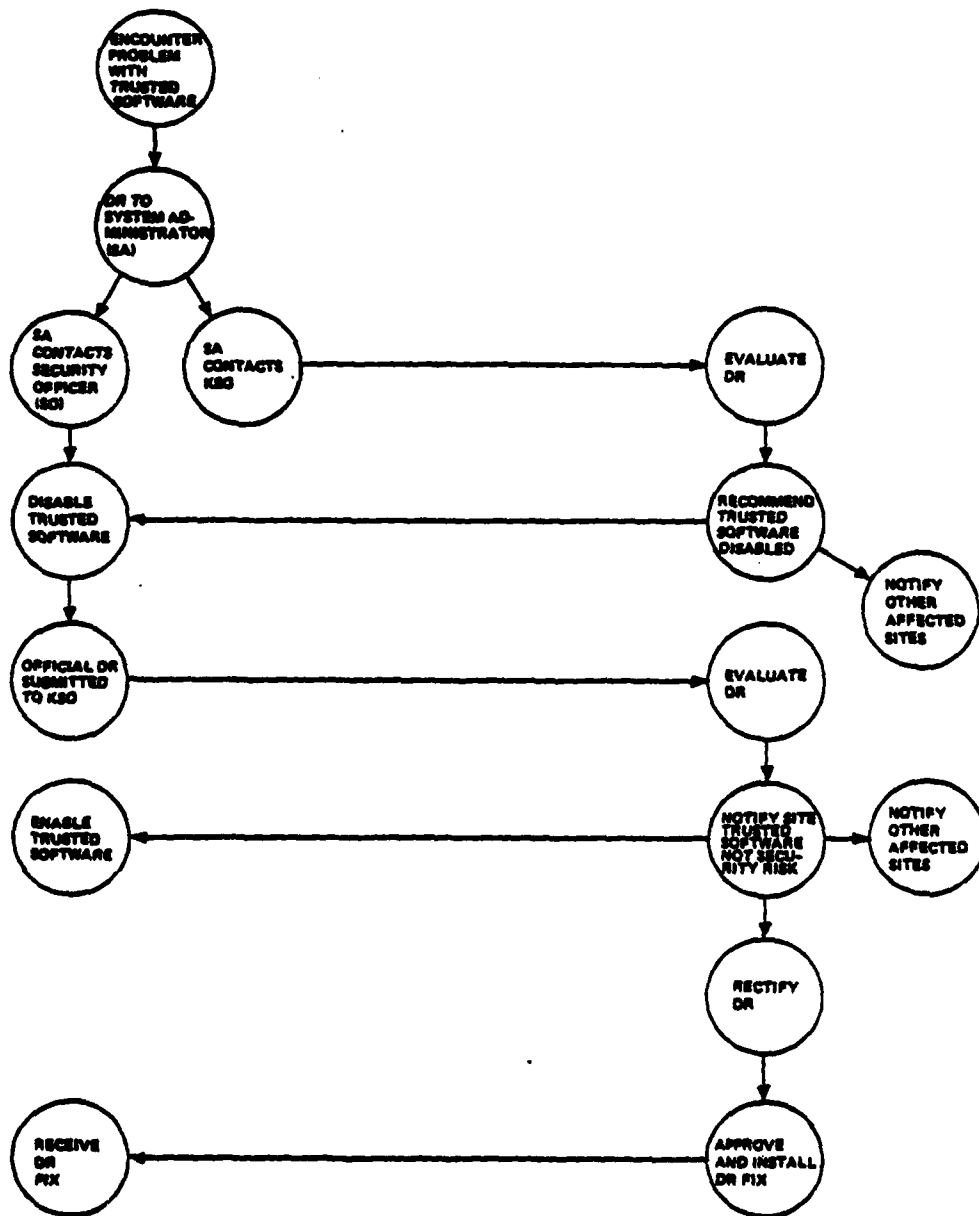 ENCOUNTER
PROBLEM
WITH
TRUSTED
SOFTWARE
DR TO
SYSTEM AD-
MINISTRATOR
(SA)
SA
CONTACTS
SECURITY
OFFICER
(SO)
SA
CONTACTS
KSO
EVALUATE
DR
DISABLE
TRUSTED
SOFTWARE
RECOMMEND
TRUSTED
SOFTWARE
DISABLED
NOTIFY
OTHER
AFFECTED
SITES
OFFICIAL DR
SUBMITTED
TO KSO
EVALUATE
DR
ENABLE
TRUSTED
SOFTWARE
NOTIFY SITE
TRUSTED
SOFTWARE
NOT SECU-
RITY RISK
NOTIFY
OTHER
AFFECTED
SITES
RECTIFY
DR
RECEIVE
DR
FIX
APPROVE
AND INSTALL
DR FIX